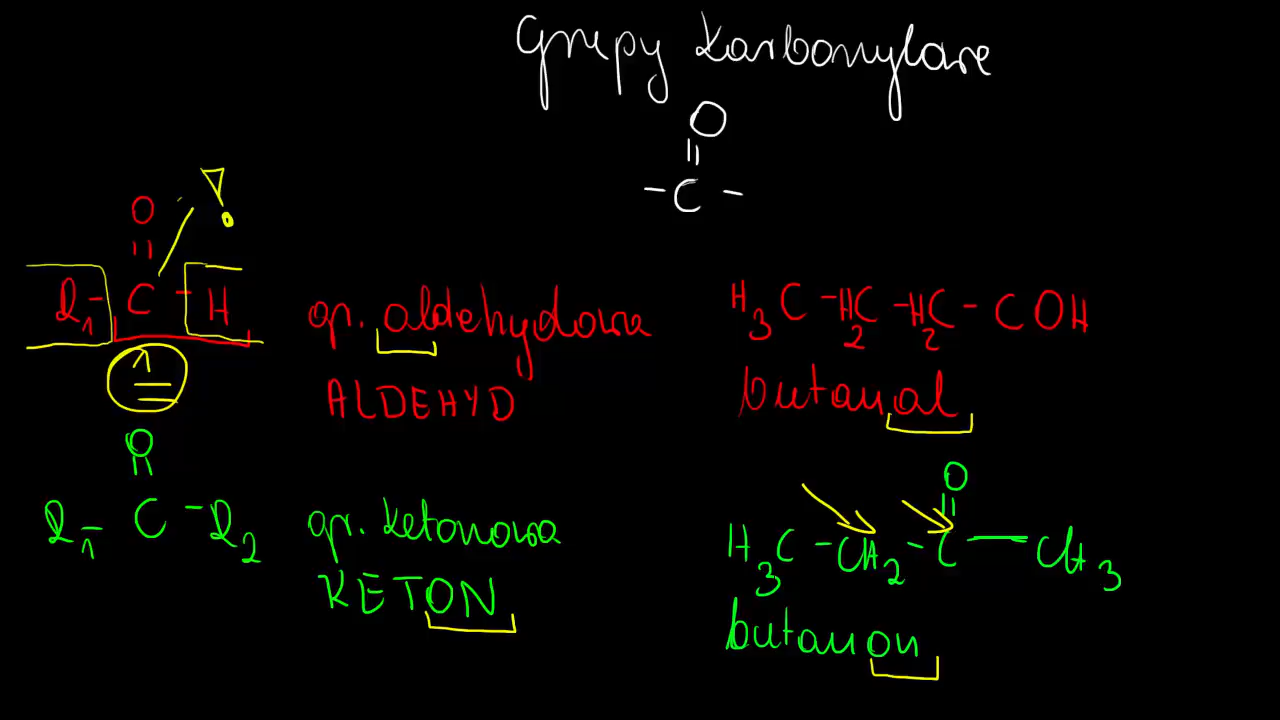 Grupy karbonylowe
O
||
- C -
O
||
R1 - C - H
1
gr. aldehydowa
ALDEHYD
H3C - H2C - H2C - COH
butanal
O
||
R1 - C - R2
gr. ketonowa
KETON
O
||
H3C - CH2 - C - CH3
butanon